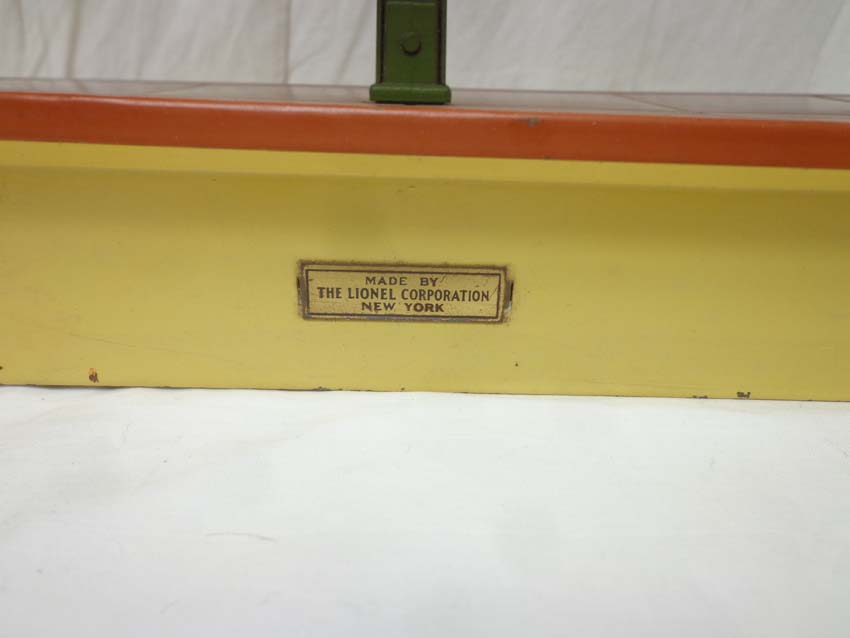 MADE BY
THE LIONEL CORPORATION
NEW YORK